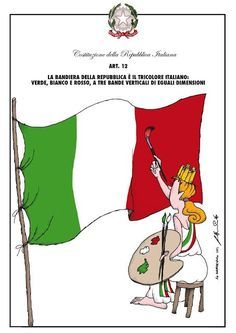 Costituzione della Repubblica Italiana
ART. 12
LA BANDIERA DELLA REPUBBLICA È IL TRICOLORE ITALIANO:
VERDE, BIANCO E ROSSO, A TRE BANDE VERTICALI DI EGUALI DIMENSIONI